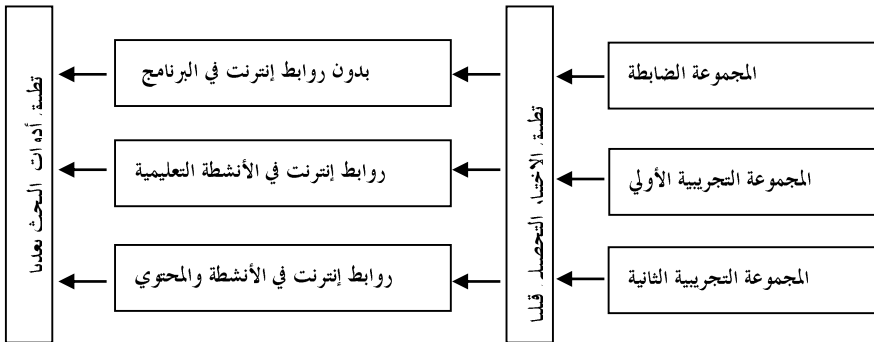 المجموعة الضابطة
المجموعة التجريبية الأولي
المجموعة التجريبية الثانية
تطبيق الاختبار التحصيلي قبليا
بدون روابط إنترنت في البرنامج
روابط إنترنت في الأنشطة التعليمية
روابط إنترنت في الأنشطة والمحتوي
تطبيق أدوات البحث بعديا